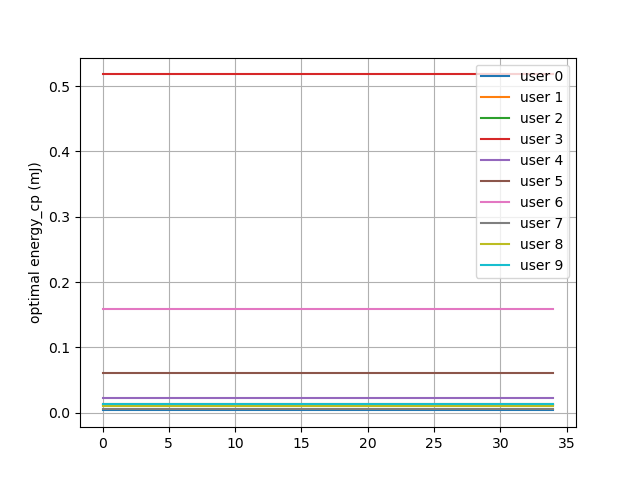 optimal energy_cp (mJ)
0.5
0.4
0.3
0.2
0.1
0.0
0 5 10 15 20 25 30 35
user 0
user 1
user 2
user 3
user 4
user 5
user 6
user 7
user 8
user 9